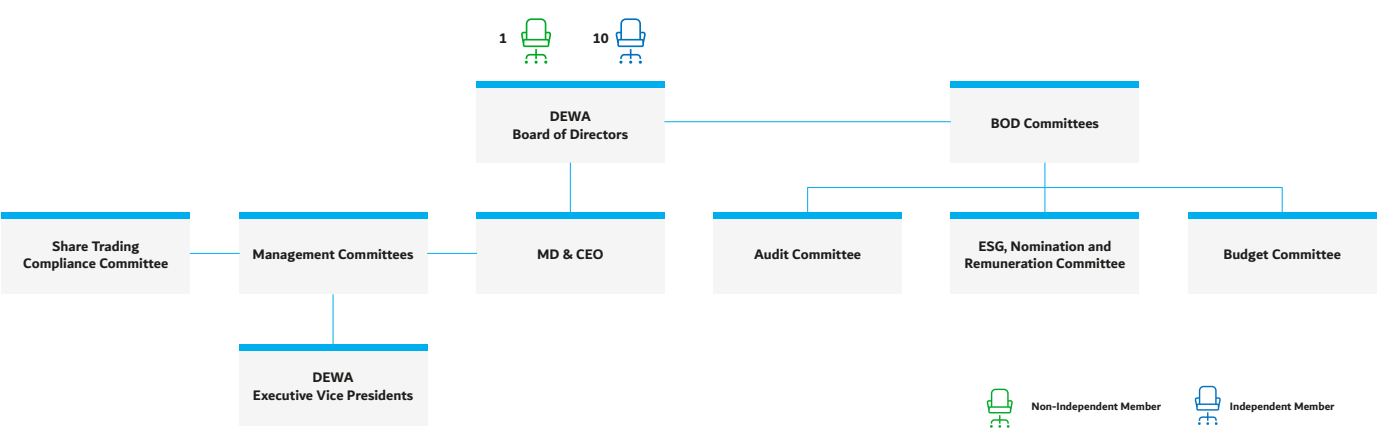 1
10
DEWA
Board of Directors
BOD Committees
Share Trading
Compliance Committee
Management Committees
MD & CEO
Audit Committee
ESG, Nomination and
Remuneration Committee
Budget Committee
DEWA
Executive Vice Presidents
Non-Independent Member
Independent Member